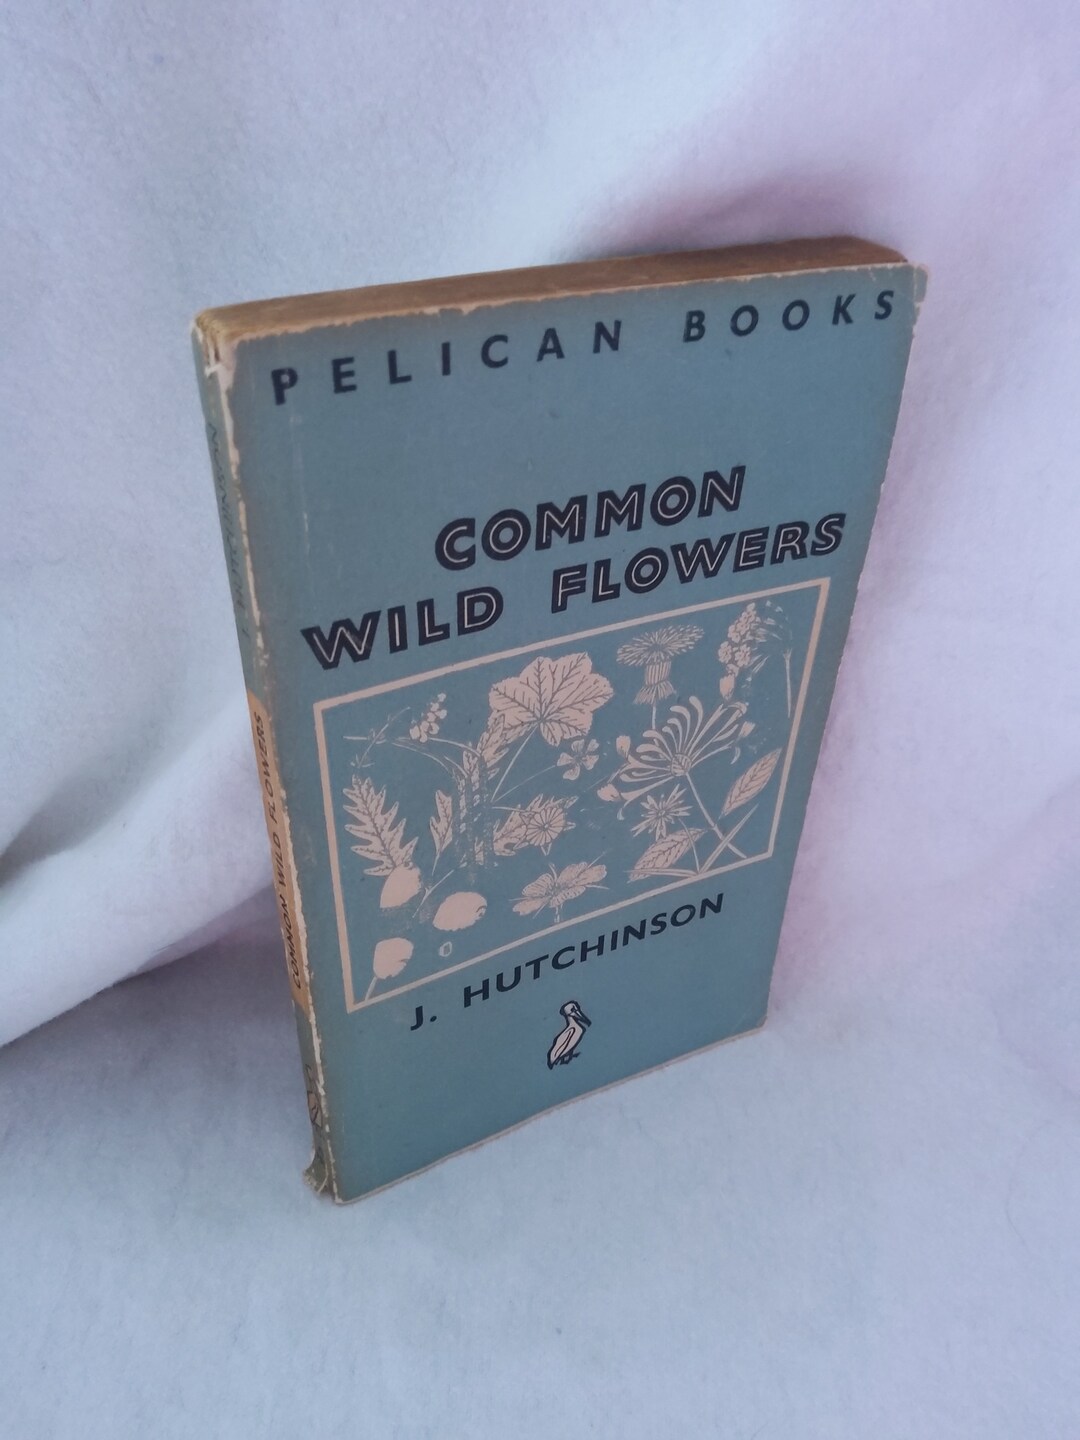 PELICAN BOOKS
COMMON
WILD FLOWERS
J. HUTCHINSON
J. HUTCHINSON
COMMON WILD FLOWERS